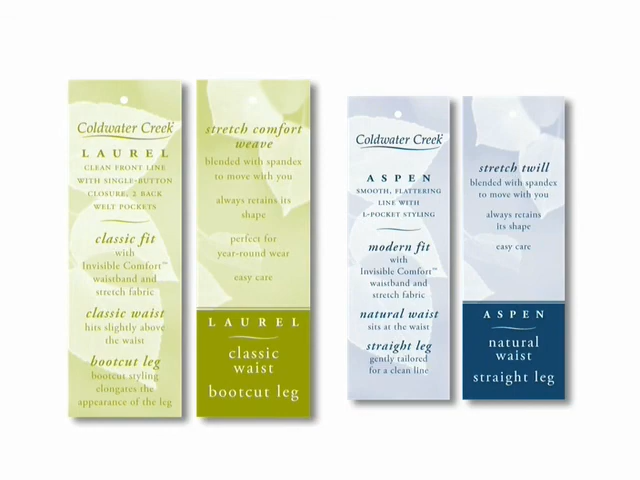 Coldwater Creek
LAUREL
CLEAN FRONT LINE
WITH SINGLE-BUTTON
CLOSURE, 2 BACK
WELT POCKETS
classic fit
with
Invisible Comfort™
waistband and
stretch fabric
classic waist
hits slightly above
the waist
bootcut leg
bootcut styling
elongates the
appearance of the leg
stretch comfort
weave
blended with spandex
to move with you
always retains its
shape
perfect for
year-round wear
easy care
LAUREL
classic
waist
bootcut leg
Coldwater Creek
ASPEN
SMOOTH, FLATTERING
LINE WITH
L-POCKET STYLING
modern fit
with
Invisible Comfort™
waistband and
stretch fabric
natural waist
sits at the waist
straight leg
gently tailored
for a clean line
stretch twill
blended with spandex
to move with you
always retains
its shape
easy care
ASPEN
natural
waist
straight leg